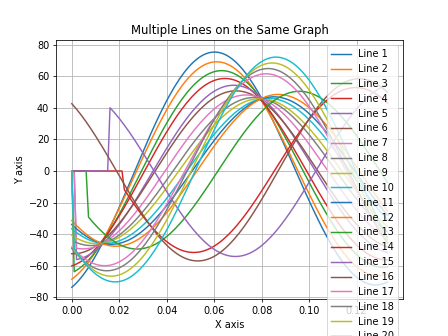 Multiple Lines on the Same Graph
80
60
40
20
0
−20
−40
−60
−80
Y axis
0.00
0.02
0.04
0.06
0.08
0.10
X axis
Line 1
Line 2
Line 3
Line 4
Line 5
Line 6
Line 7
Line 8
Line 9
Line 10
Line 11
Line 12
Line 13
Line 14
Line 15
Line 16
Line 17
Line 18
Line 19
Line 20